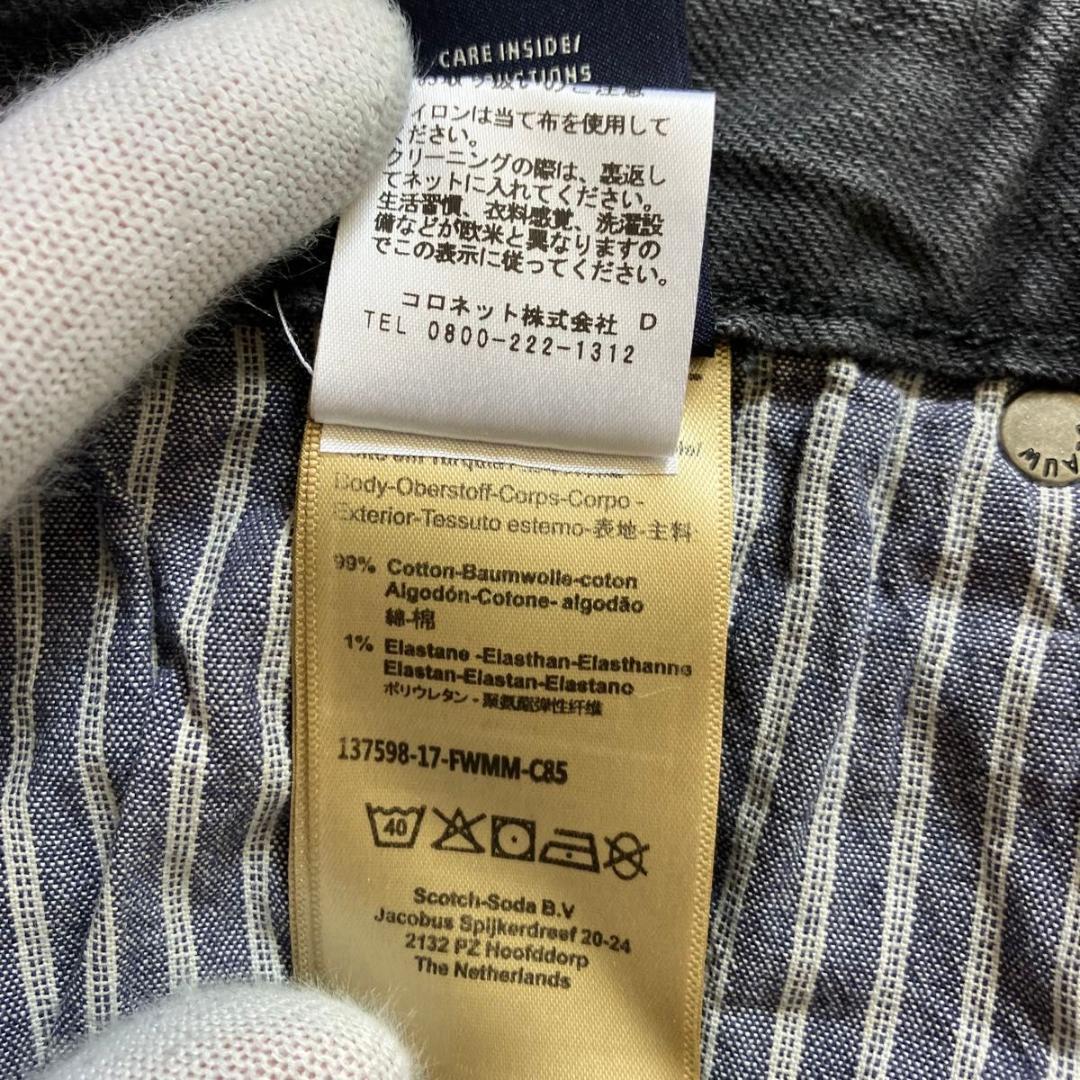 CARE INSIDE/
イロンは当て布を使用して
ださい。
クリーニングの際は、裏返し
てネットに入れてください。
生活習慣、衣料感覚、洗濯設
備などが欧米と異なりますの
でこの表示に従ってください。
コロネット株式会社 D
TEL 0800-222-1312
Body-Oberstoff-Corps-Corpo -
Exterior-Tessuto esterno-表地-主料
99% Cotton-Baumwolle-coton
Algodón-Cotone- algodão
綿-棉
1% Elastane -Elasthan-Elasthanne
Elastan-Elastan-Elastano
ポリウレタン - 聚氨酯弹性纤维
137598-17-FWMM-C85
40
Scotch-Soda B.V
Jacobus Spijkerdreef 20-24
2132 PZ Hoofddorp
The Netherlands